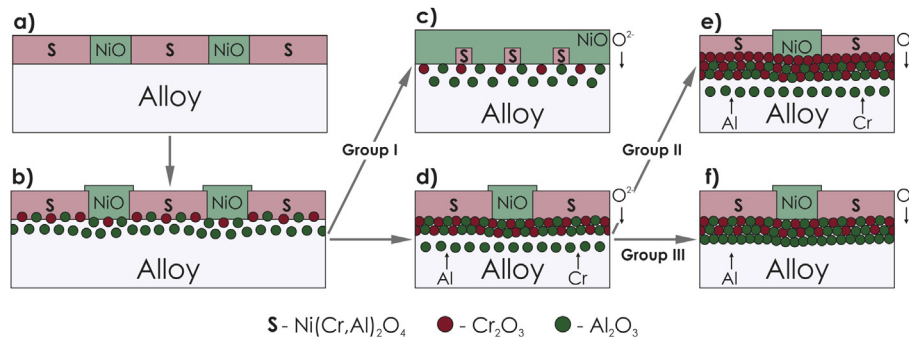 a)
S NiO S NiO S
Alloy
b)
S NiO S NiO S
Alloy
Group I
c)
NiO O²⁻
S S S
Alloy
d)
S NiO S O²⁻
Alloy
Al Cr
Group II
Group III
e)
S NiO S O
Alloy
Al Cr
f)
S NiO S O
Alloy
Al
S - Ni(Cr,Al)₂O₄ - Cr₂O₃ - Al₂O₃